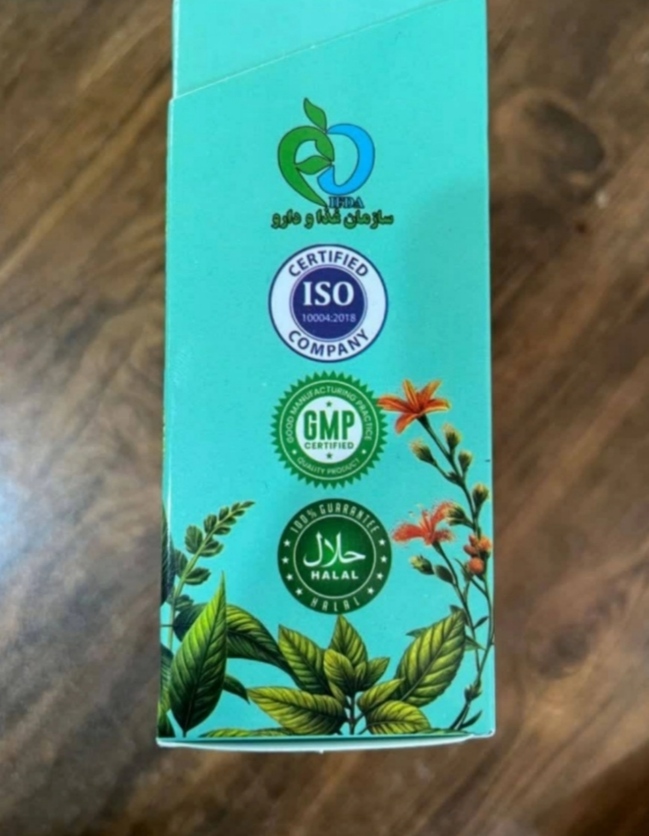 IFDA
سازمان غذا و دارو
CERTIFIED
ISO
10004:2018
COMPANY
GOOD MANUFACTURING PRACTICE
GMP
CERTIFIED
QUALITY PRODUCT
100% GUARANTEE
حلال
HALAL
HALAL